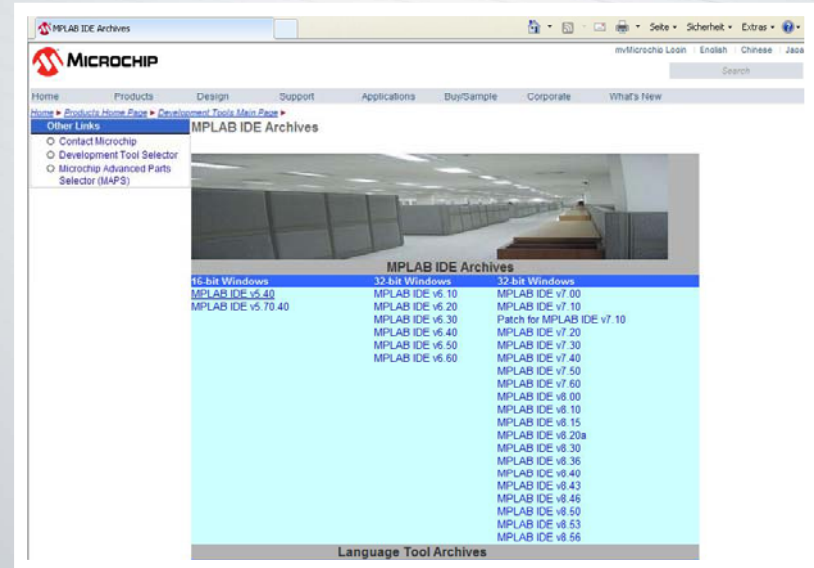 MPLAB IDE Archives
Seite Sicherheit Extras
MICROCHIP
myMicrochip Login English Chinese Japa
Search
Home Products Design Support Applications Buy/Sample Corporate What's New
Home Products Home Page Development Tools Main Page
Other Links
Contact Microchip
Development Tool Selector
Microchip Advanced Parts
Selector (MAPS)
MPLAB IDE Archives
MPLAB IDE Archives
16-bit Windows 32-bit Windows 32-bit Windows
MPLAB IDE v5.40 MPLAB IDE v6.10 MPLAB IDE v7.00
MPLAB IDE v5.70.40 MPLAB IDE v6.20 MPLAB IDE v7.10
MPLAB IDE v6.30 Patch for MPLAB IDE v7.10
MPLAB IDE v6.40 MPLAB IDE v7.20
MPLAB IDE v6.50 MPLAB IDE v7.30
MPLAB IDE v6.60 MPLAB IDE v7.40
MPLAB IDE v7.50
MPLAB IDE v7.60
MPLAB IDE v8.00
MPLAB IDE v8.10
MPLAB IDE v8.15
MPLAB IDE v8.20a
MPLAB IDE v8.30
MPLAB IDE v8.36
MPLAB IDE v8.40
MPLAB IDE v8.43
MPLAB IDE v8.46
MPLAB IDE v8.50
MPLAB IDE v8.53
MPLAB IDE v8.56
Language Tool Archives